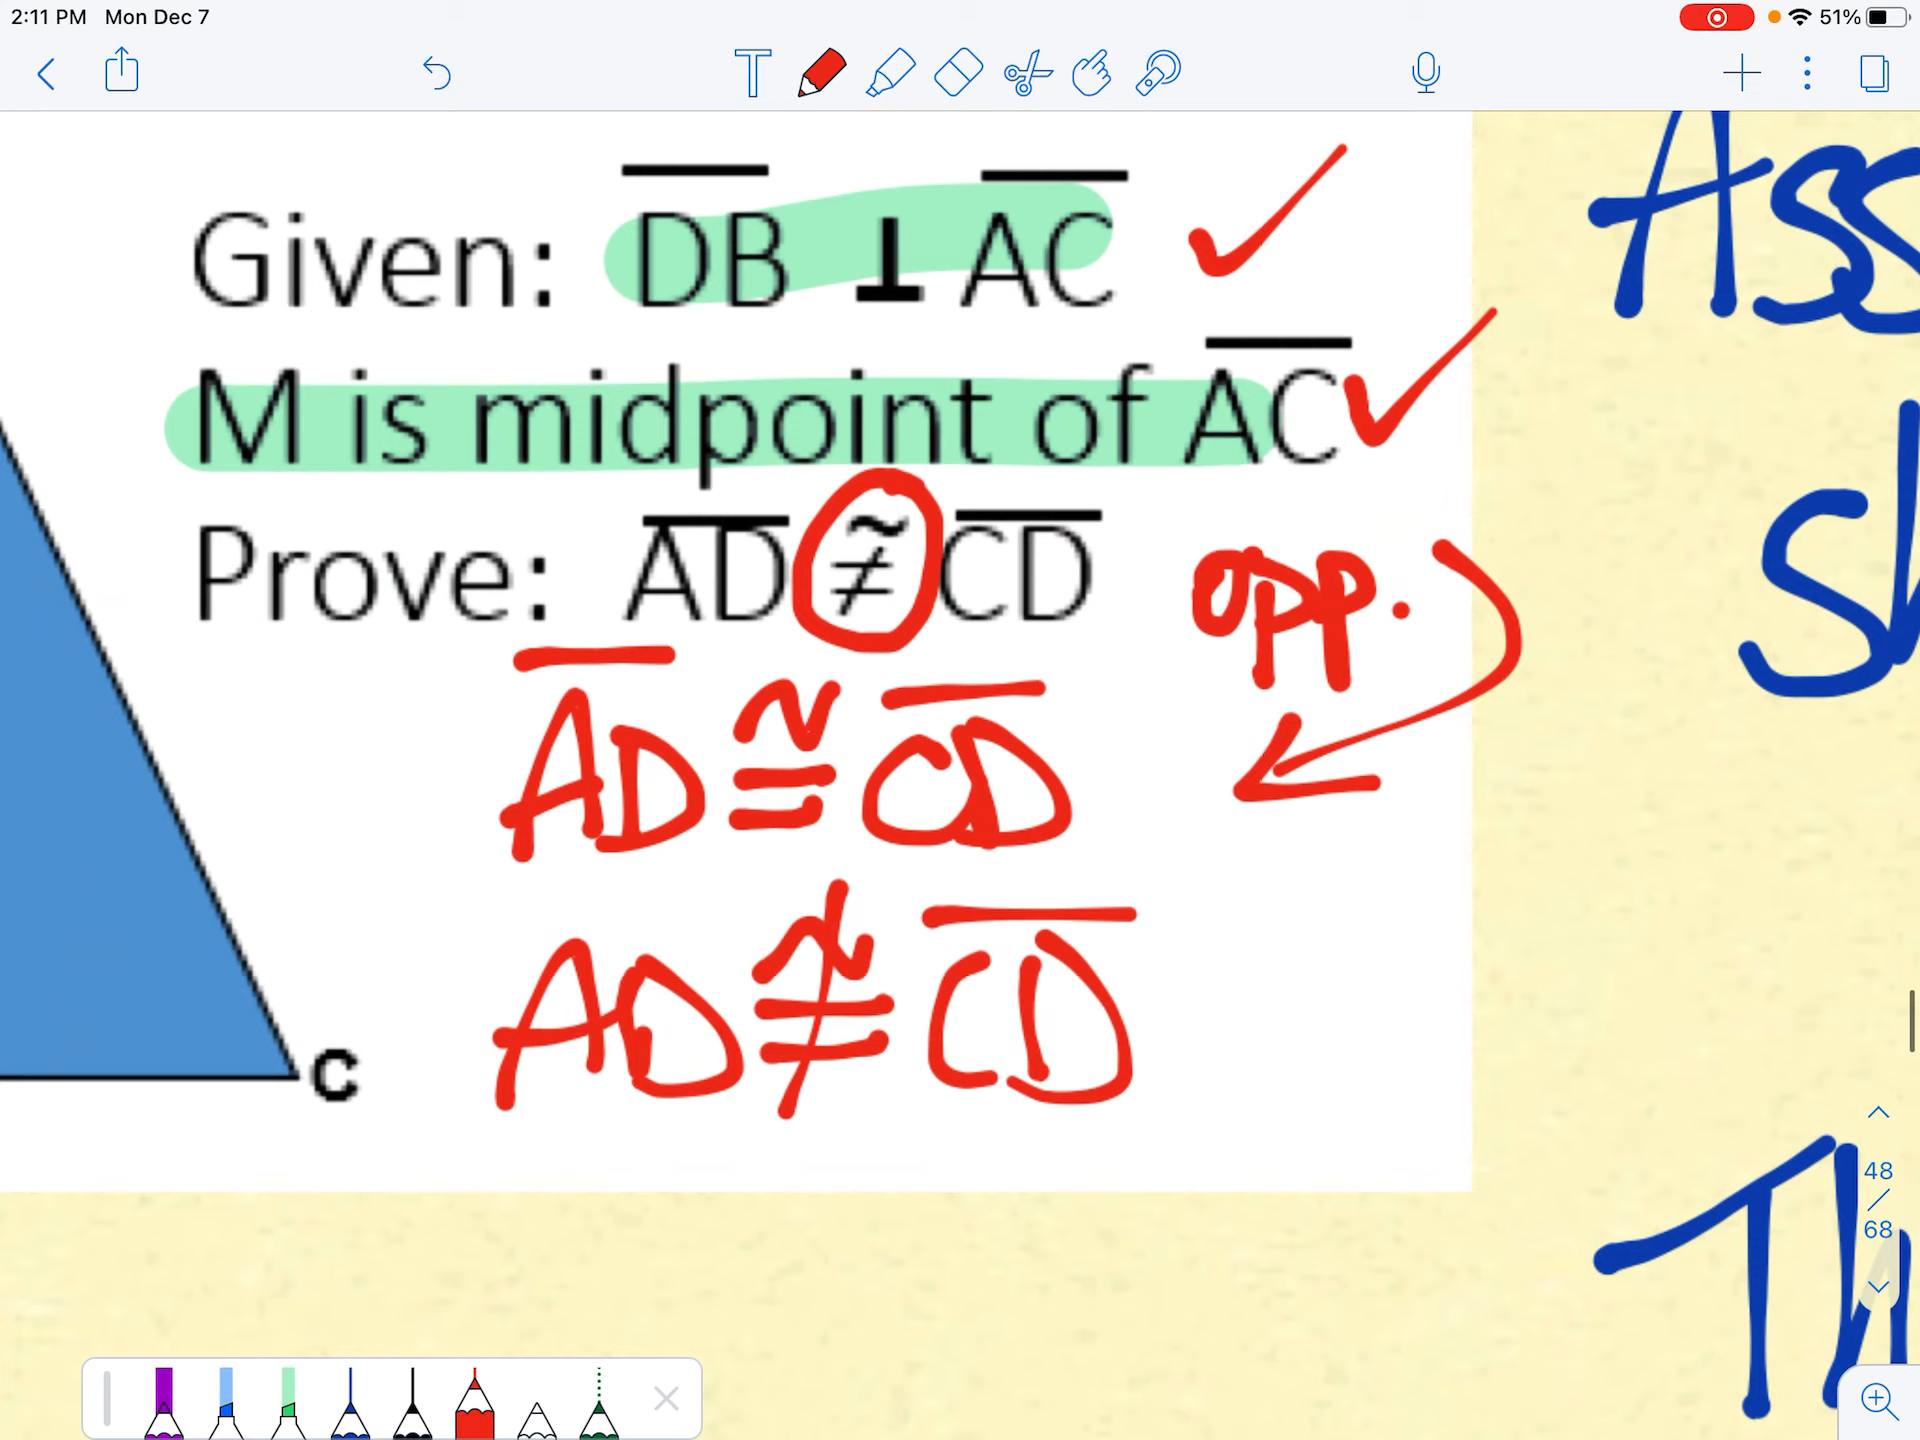 2:11 PM Mon Dec 7
51%
T
Given: DB ⊥ AC
M is midpoint of AC
Prove: AD ≇ CD
opp.
AD ≅ CD
AD ≇ CD
C
48
/
68